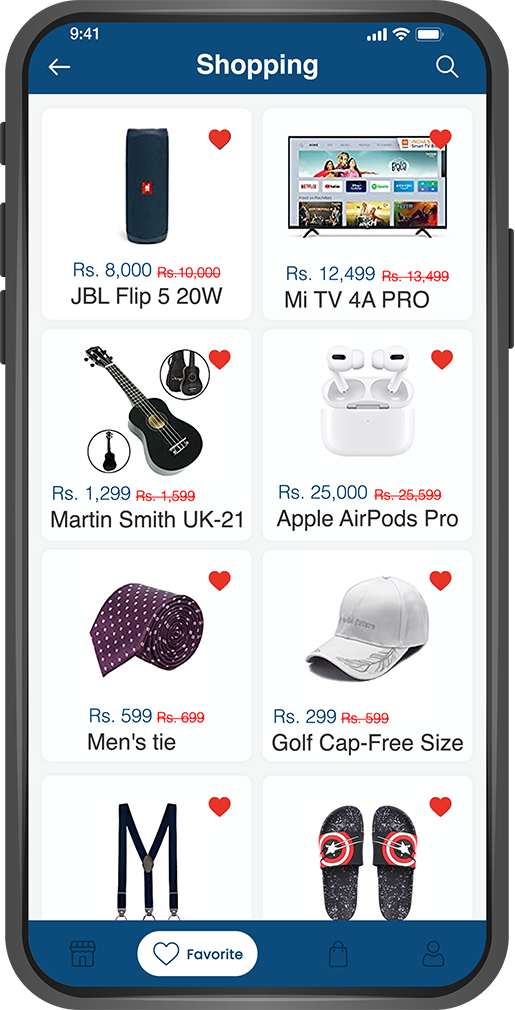 9:41
Shopping
JBL
Rs. 8,000 Rs.10,000
JBL Flip 5 20W
NETFLIX YouTube
Rs. 12,499 Rs. 13,499
Mi TV 4A PRO
Rs. 1,299 Rs. 1,599
Martin Smith UK-21
Rs. 25,000 Rs. 25,599
Apple AirPods Pro
Rs. 599 Rs. 699
Men's tie
Rs. 299 Rs. 599
Golf Cap-Free Size
Favorite